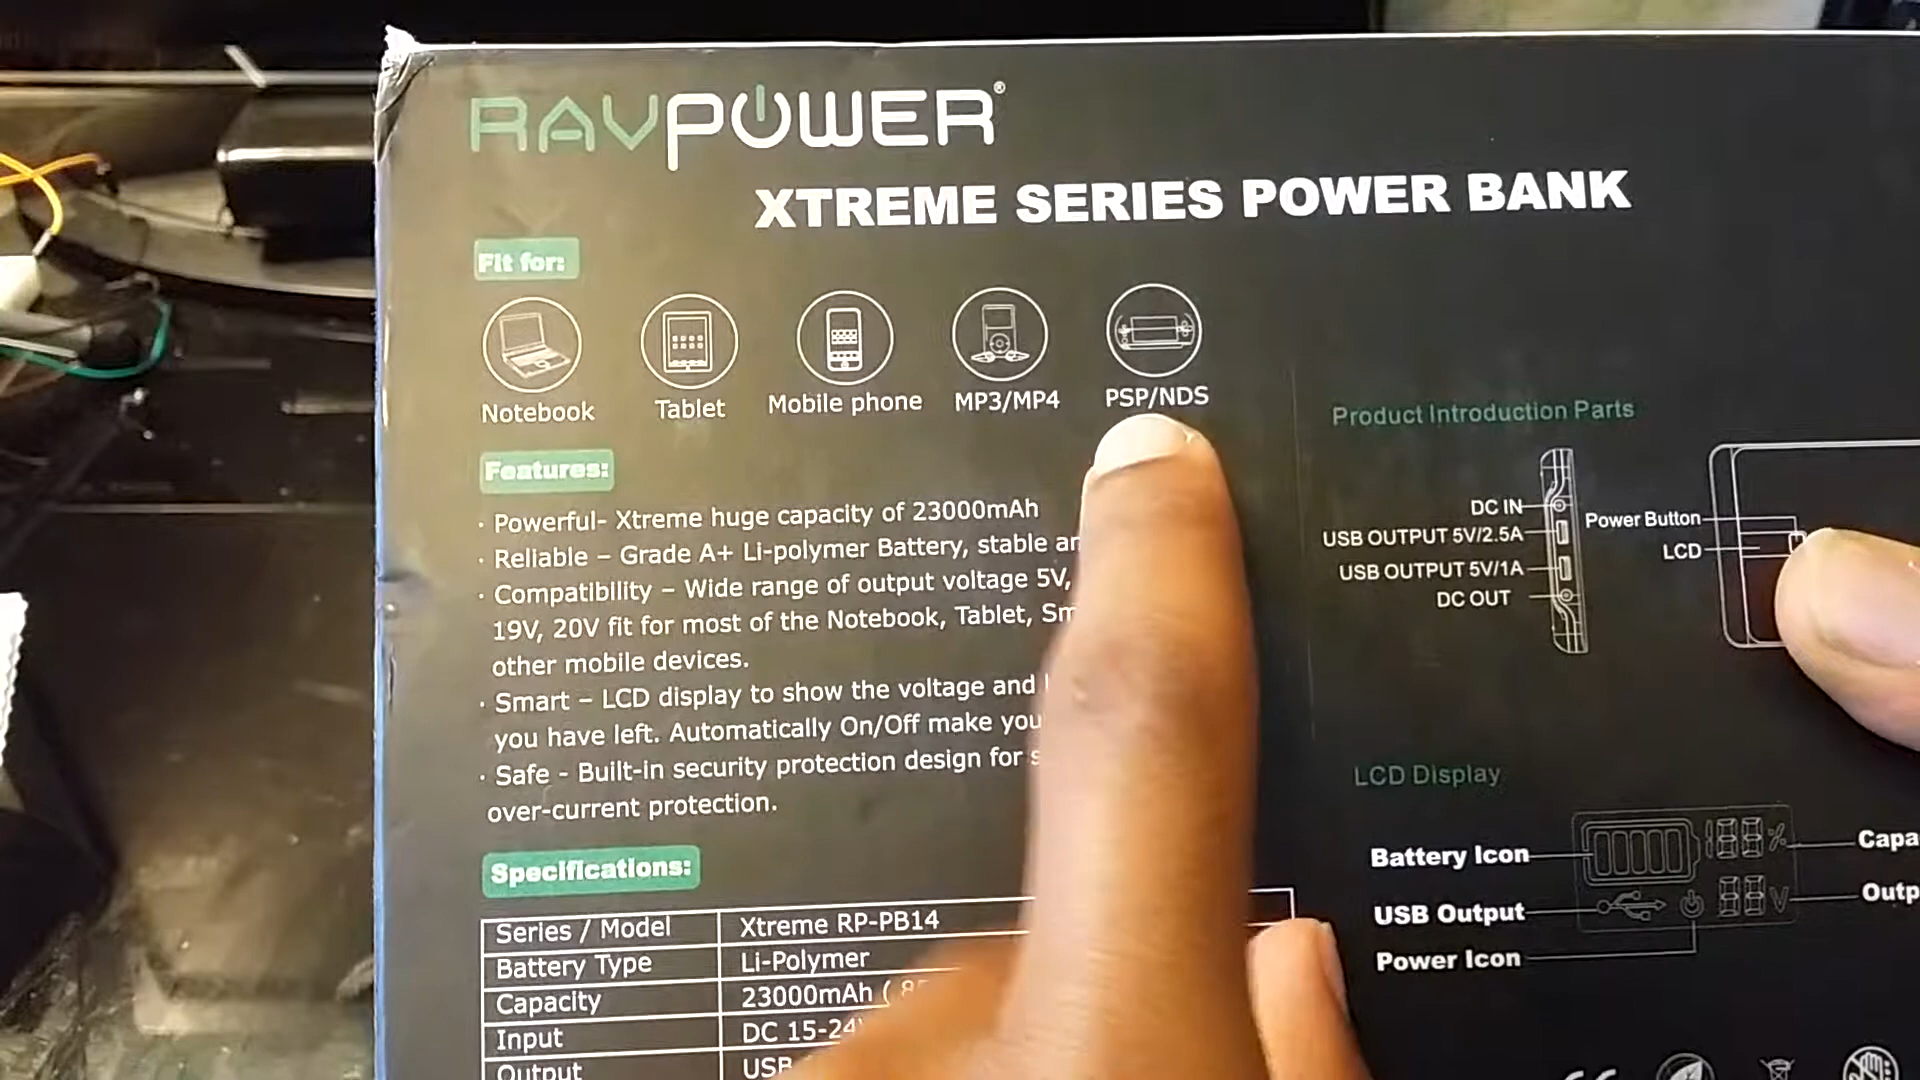 RAVPOWER®
XTREME SERIES POWER BANK
Fit for:
Notebook
Tablet
Mobile phone
MP3/MP4
PSP/NDS
Features:
· Powerful- Xtreme huge capacity of 23000mAh
· Reliable – Grade A+ Li-polymer Battery, stable
· Compatibility – Wide range of output voltage 5V,
19V, 20V fit for most of the Notebook, Tablet,
other mobile devices.
· Smart – LCD display to show the voltage and
you have left. Automatically On/Off make you
· Safe - Built-in security protection design for
over-current protection.
Specifications:
Series / Model Xtreme RP-PB14
Battery Type Li-Polymer
Capacity 23000mAh (
Input DC 15-24
Output USB
Product Introduction Parts
DC IN
USB OUTPUT 5V/2.5A
USB OUTPUT 5V/1A
DC OUT
Power Button
LCD
LCD Display
Battery Icon
USB Output
Power Icon
188%
88V
Capa
Outp
CE